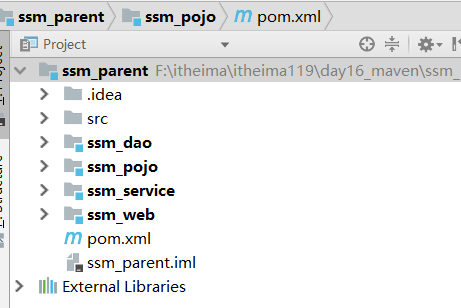 ssm_parent ssm_pojo pom.xml
Project
ssm_parent F:\itheima\itheima119\day16_maven\ssm_
.idea
src
ssm_dao
ssm_pojo
ssm_service
ssm_web
pom.xml
ssm_parent.iml
External Libraries